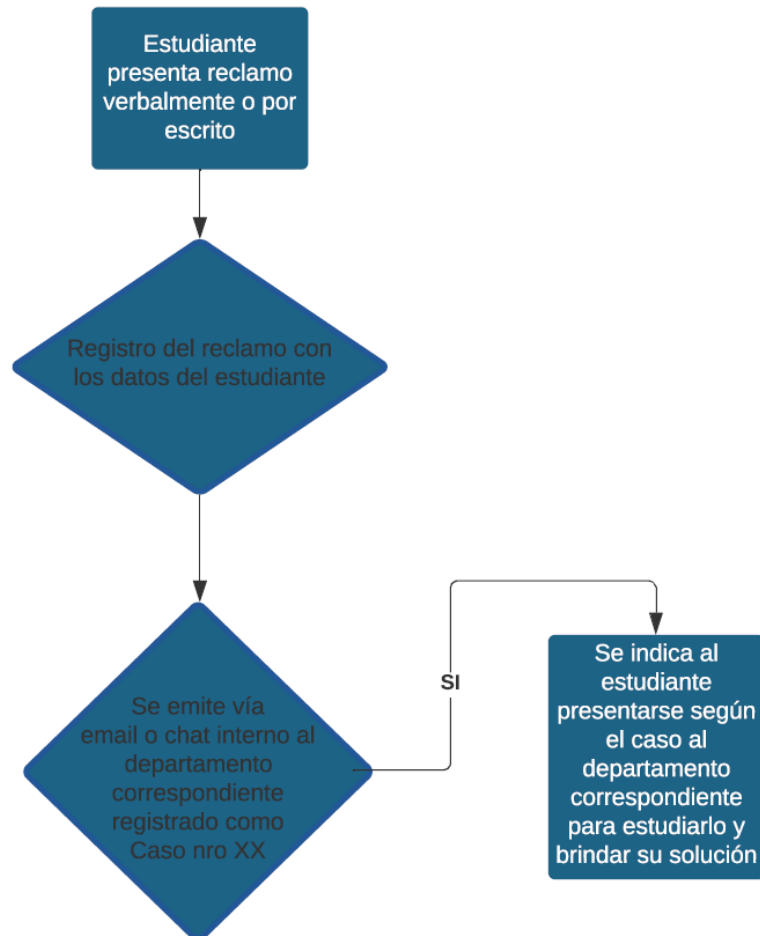 Estudiante
presenta reclamo
verbalmente o por
escrito
Registro del reclamo con
los datos del estudiante
Se emite vía
email o chat interno al
departamento
correspondiente
registrado como
Caso nro XX
SI
Se indica al
estudiante
presentarse según
el caso al
departamento
correspondiente
para estudiarlo y
brindar su solución